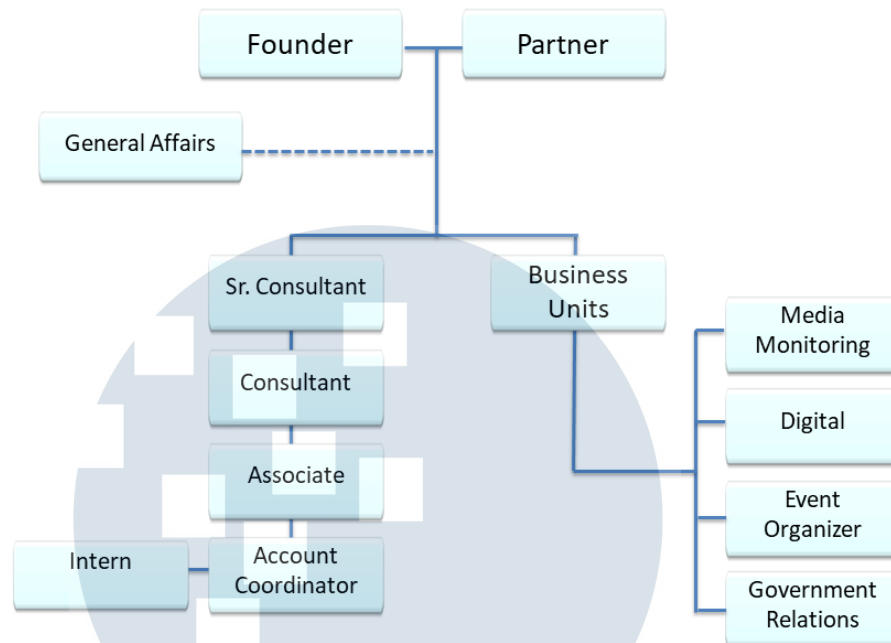 Founder
Partner
General Affairs
Sr. Consultant
Business
Units
Media
Monitoring
Consultant
Digital
Associate
Event
Organizer
Intern
Account
Coordinator
Government
Relations